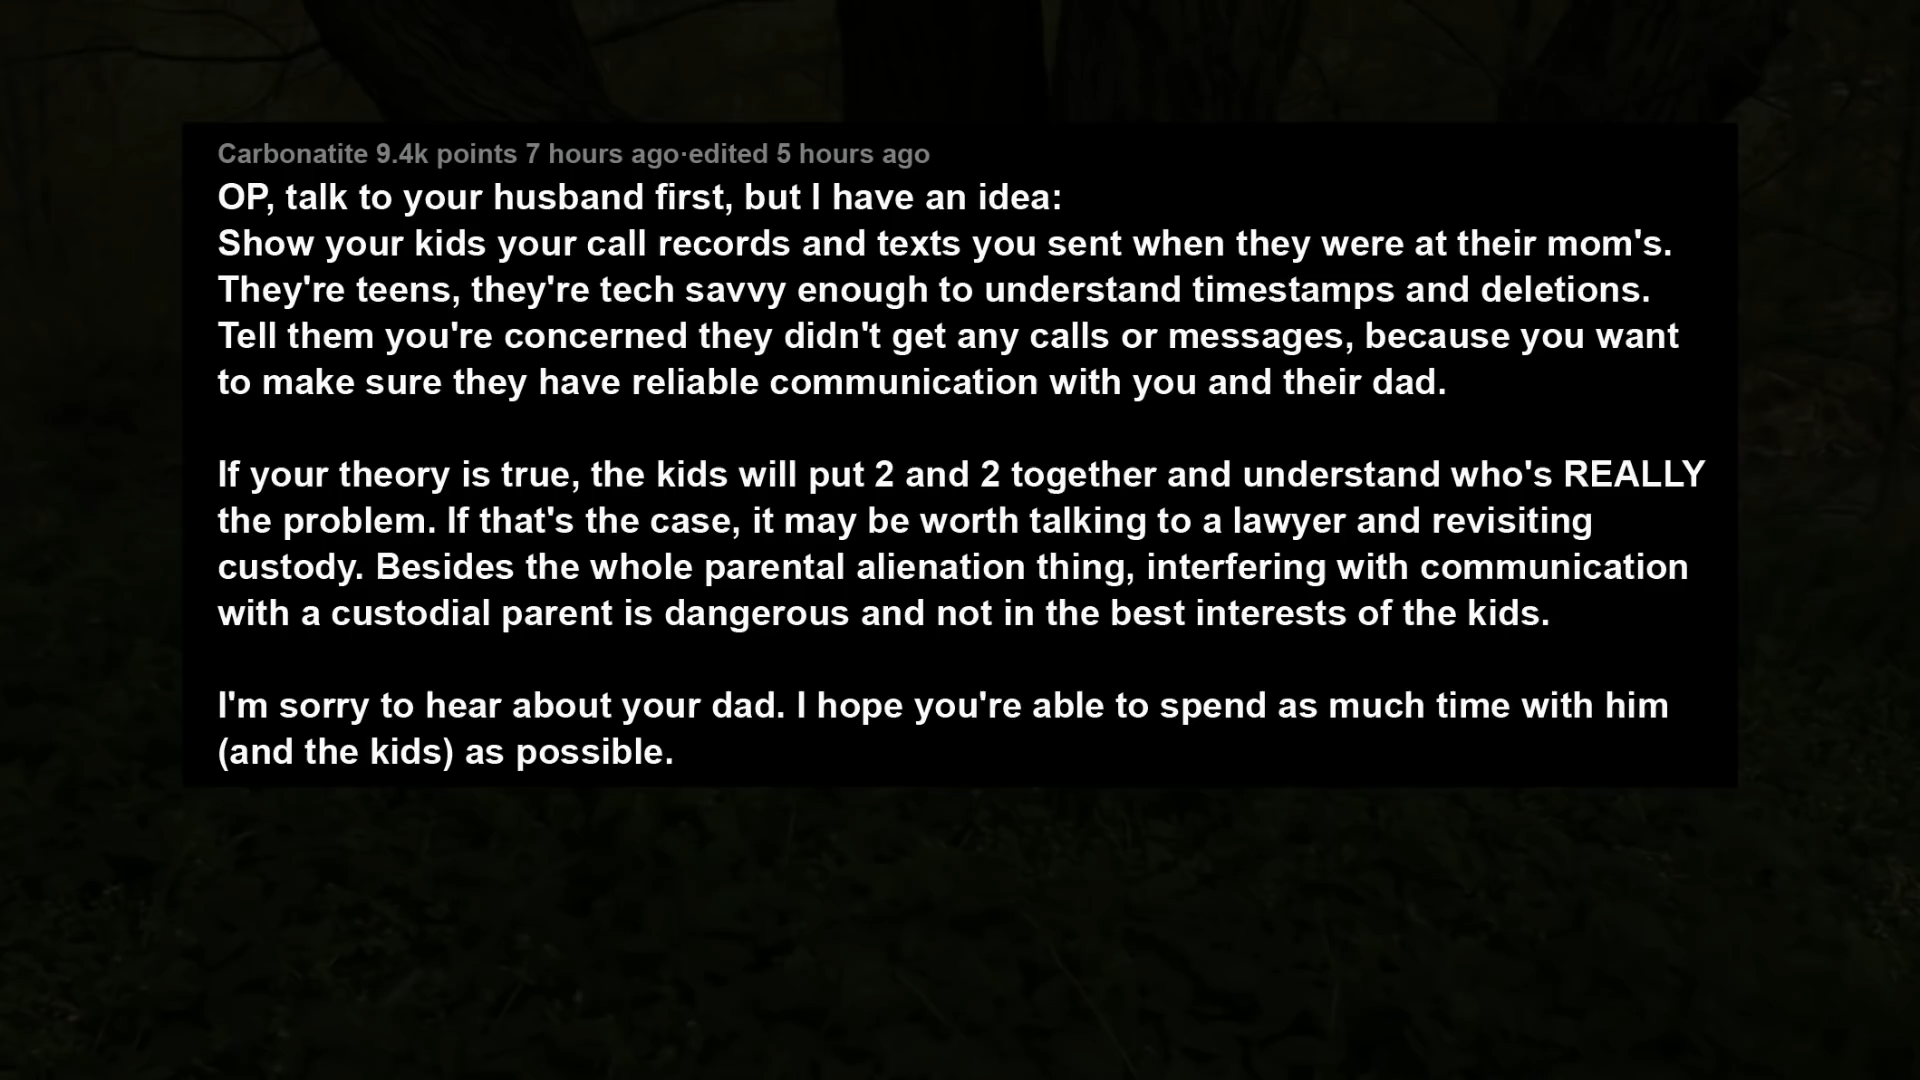 Carbonatite 9.4k points 7 hours ago·edited 5 hours ago
OP, talk to your husband first, but I have an idea:
Show your kids your call records and texts you sent when they were at their mom's.
They're teens, they're tech savvy enough to understand timestamps and deletions.
Tell them you're concerned they didn't get any calls or messages, because you want
to make sure they have reliable communication with you and their dad.
If your theory is true, the kids will put 2 and 2 together and understand who's REALLY
the problem. If that's the case, it may be worth talking to a lawyer and revisiting
custody. Besides the whole parental alienation thing, interfering with communication
with a custodial parent is dangerous and not in the best interests of the kids.
I'm sorry to hear about your dad. I hope you're able to spend as much time with him
(and the kids) as possible.